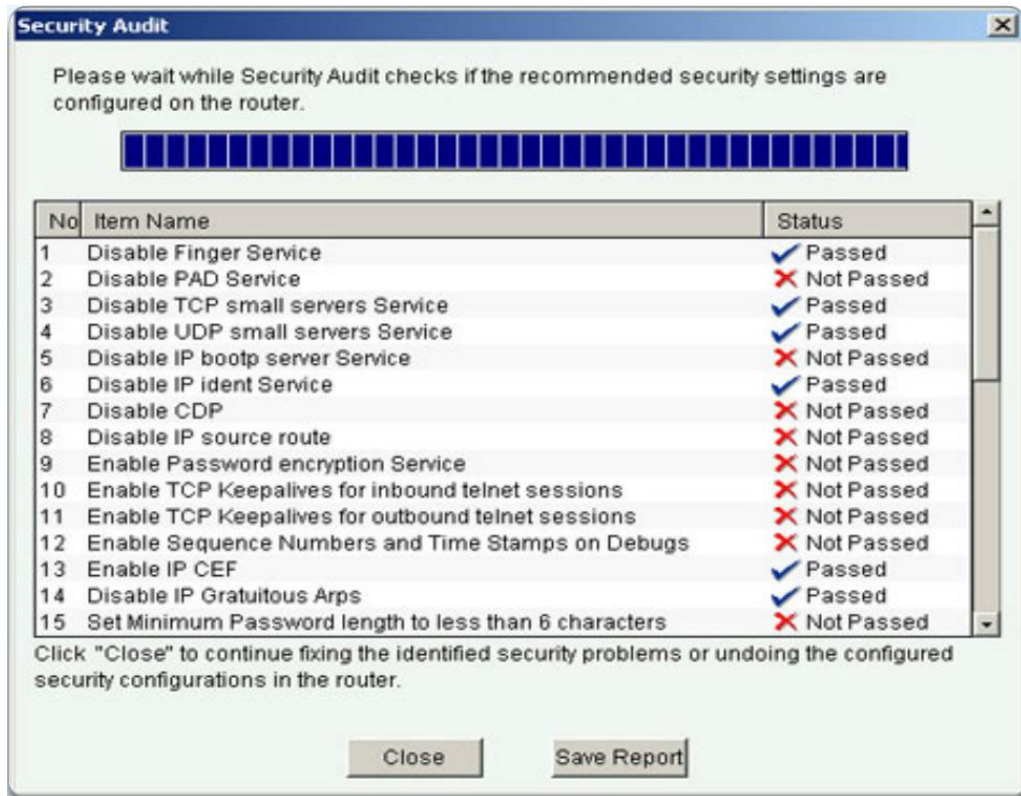 Security Audit
Please wait while Security Audit checks if the recommended security settings are
configured on the router.
No Item Name Status
1 Disable Finger Service Passed
2 Disable PAD Service Not Passed
3 Disable TCP small servers Service Passed
4 Disable UDP small servers Service Passed
5 Disable IP bootp server Service Not Passed
6 Disable IP ident Service Passed
7 Disable CDP Not Passed
8 Disable IP source route Not Passed
9 Enable Password encryption Service Not Passed
10 Enable TCP Keepalives for inbound telnet sessions Not Passed
11 Enable TCP Keepalives for outbound telnet sessions Not Passed
12 Enable Sequence Numbers and Time Stamps on Debugs Not Passed
13 Enable IP CEF Passed
14 Disable IP Gratuitous Arps Passed
15 Set Minimum Password length to less than 6 characters Not Passed
Click "Close" to continue fixing the identified security problems or undoing the configured
security configurations in the router.
Close Save Report